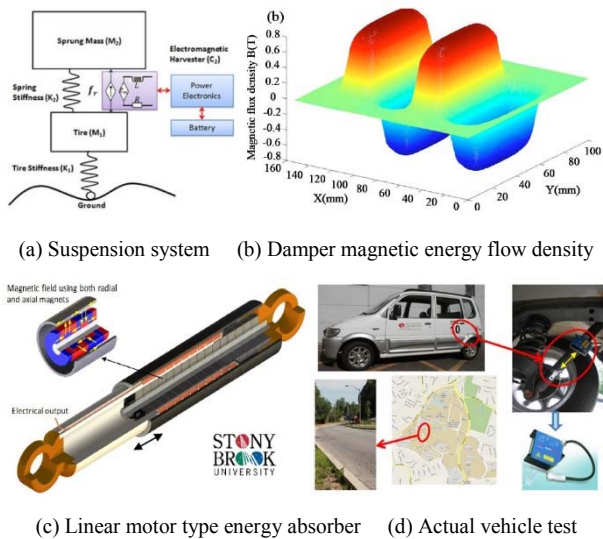 Sprung Mass (M₂)
Spring
Stiffness (K₂)
f_r
L
R
Electromagnetic
Harvester (C₂)
Power
Electronics
Battery
Tire (M₁)
Tire Stiffness (K₁)
Ground
(b)
Magnetic flux density B(T)
0.8
0.6
0.4
0.2
0
-0.2
-0.4
-0.6
-0.8
160
140
120
100
80
60
40
20
0
X(mm)
0
20
40
60
80
100
Y(mm)
(a) Suspension system (b) Damper magnetic energy flow density
Magnetic field using both radial
and axial magnets
Electrical output
STONY
BROOK
UNIVERSITY
(c) Linear motor type energy absorber (d) Actual vehicle test